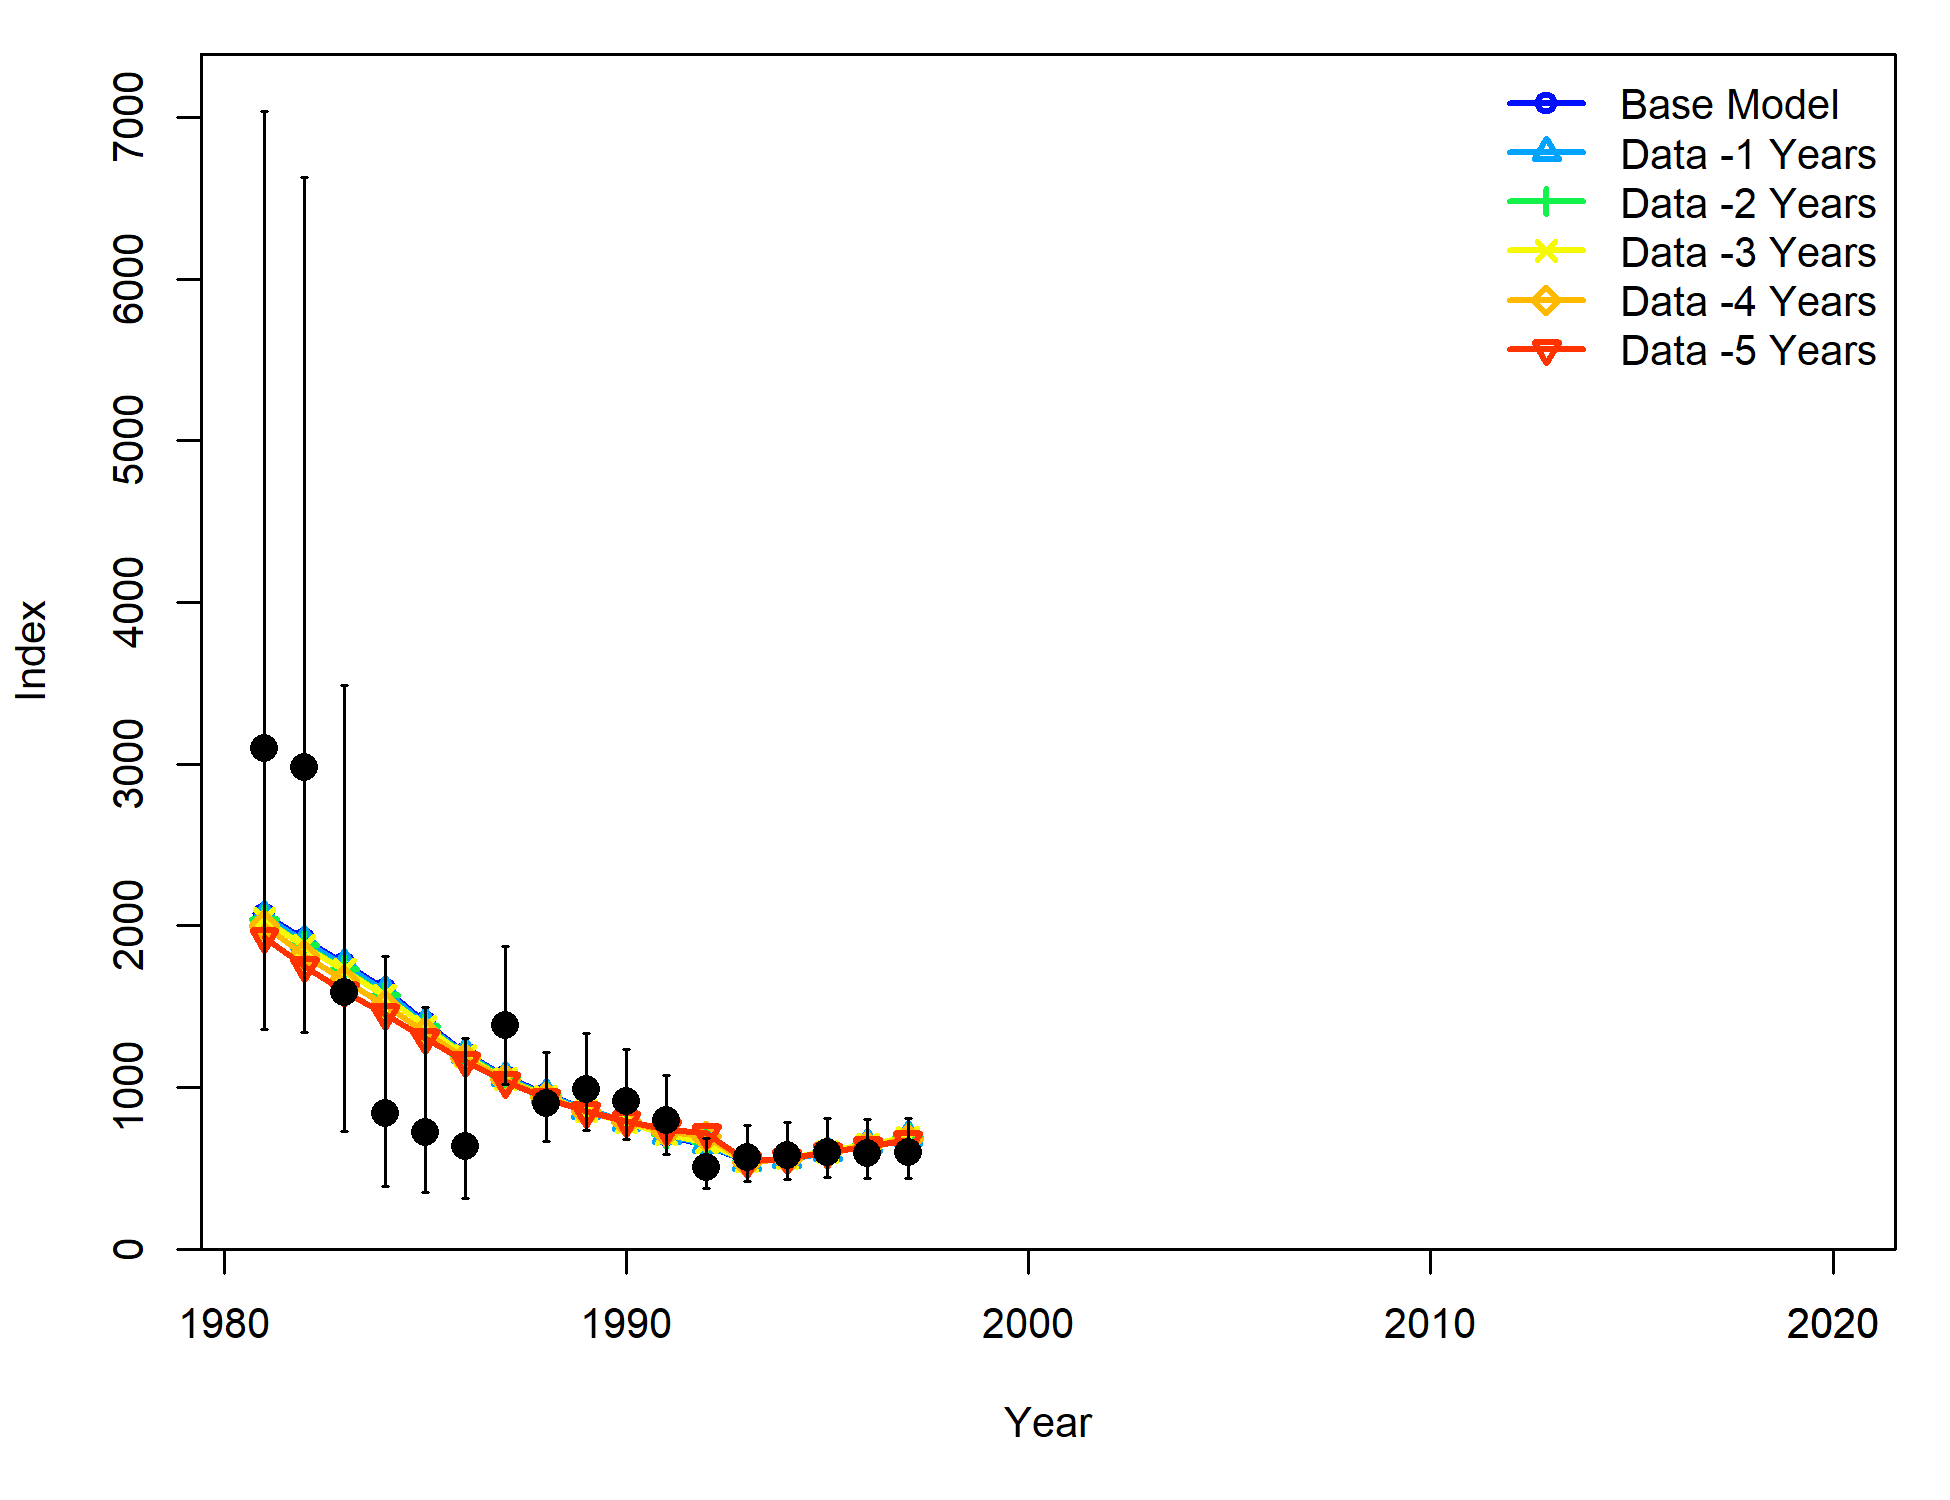 Base Model
Data -1 Years
Data -2 Years
Data -3 Years
Data -4 Years
Data -5 Years
7000
6000
5000
4000
3000
2000
1000
0
Index
1980 1990 2000 2010 2020
Year